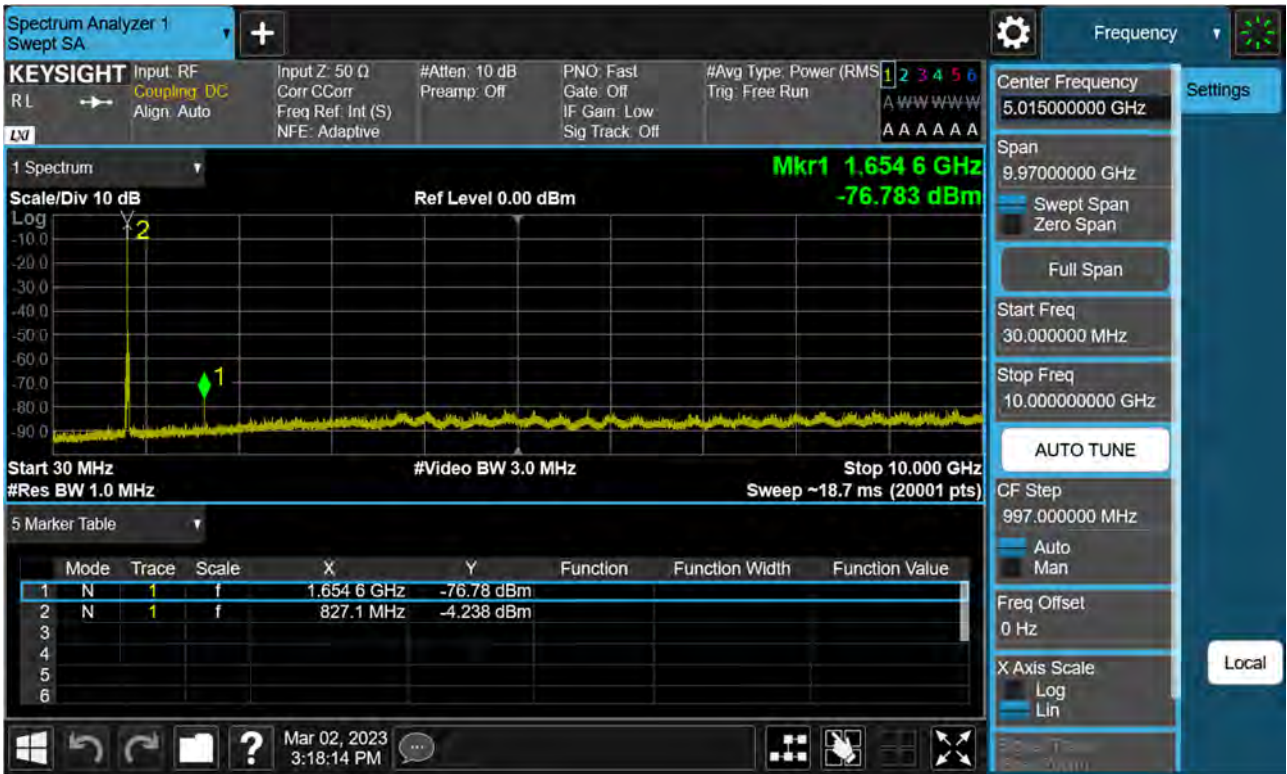 Spectrum Analyzer 1
Swept SA
+
Frequency
KEYSIGHT
RL
LXI
Input: RF
Coupling: DC
Align: Auto
Input Z: 50 Ω
Corr CCorr
Freq Ref: Int (S)
NFE: Adaptive
#Atten: 10 dB
Preamp: Off
PNO: Fast
Gate: Off
IF Gain: Low
Sig Track: Off
#Avg Type: Power (RMS
Trig: Free Run
1 2 3 4 5 6
A W W W W W
A A A A A A
1 Spectrum
Mkr1 1.654 6 GHz
Scale/Div 10 dB
Ref Level 0.00 dBm
-76.783 dBm
Log
2
-10.0
-20.0
-30.0
-40.0
-50.0
-60.0
1
-70.0
-80.0
-90.0
Start 30 MHz
#Video BW 3.0 MHz
Stop 10.000 GHz
#Res BW 1.0 MHz
Sweep ~18.7 ms (20001 pts)
5 Marker Table
Mode Trace Scale X Y Function Function Width Function Value
1 N 1 f 1.654 6 GHz -76.78 dBm
2 N 1 f 827.1 MHz -4.238 dBm
3
4
5
6
Mar 02, 2023
3:18:14 PM
?
Center Frequency
5.015000000 GHz
Settings
Span
9.97000000 GHz
Swept Span
Zero Span
Full Span
Start Freq
30.000000 MHz
Stop Freq
10.000000000 GHz
AUTO TUNE
CF Step
997.000000 MHz
Auto
Man
Freq Offset
0 Hz
X Axis Scale
Log
Lin
Local